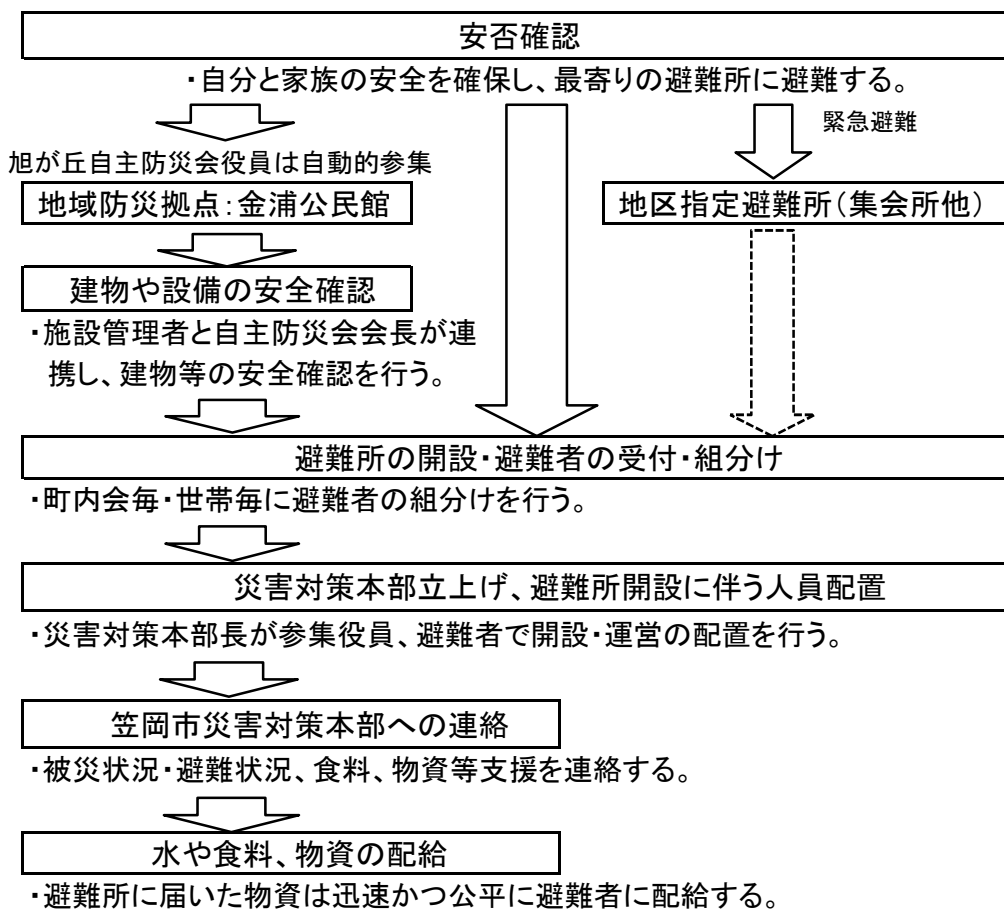 安否確認
・自分と家族の安全を確保し、最寄りの避難所に避難する。
緊急避難
旭が丘自主防災会役員は自動的参集
地域防災拠点:金浦公民館
地区指定避難所(集会所他)
建物や設備の安全確認
・施設管理者と自主防災会会長が連
携し、建物等の安全確認を行う。
避難所の開設・避難者の受付・組分け
・町内会毎・世帯毎に避難者の組分けを行う。
災害対策本部立上げ、避難所開設に伴う人員配置
・災害対策本部長が参集役員、避難者で開設・運営の配置を行う。
笠岡市災害対策本部への連絡
・被災状況・避難状況、食料、物資等支援を連絡する。
水や食料、物資の配給
・避難所に届いた物資は迅速かつ公平に避難者に配給する。